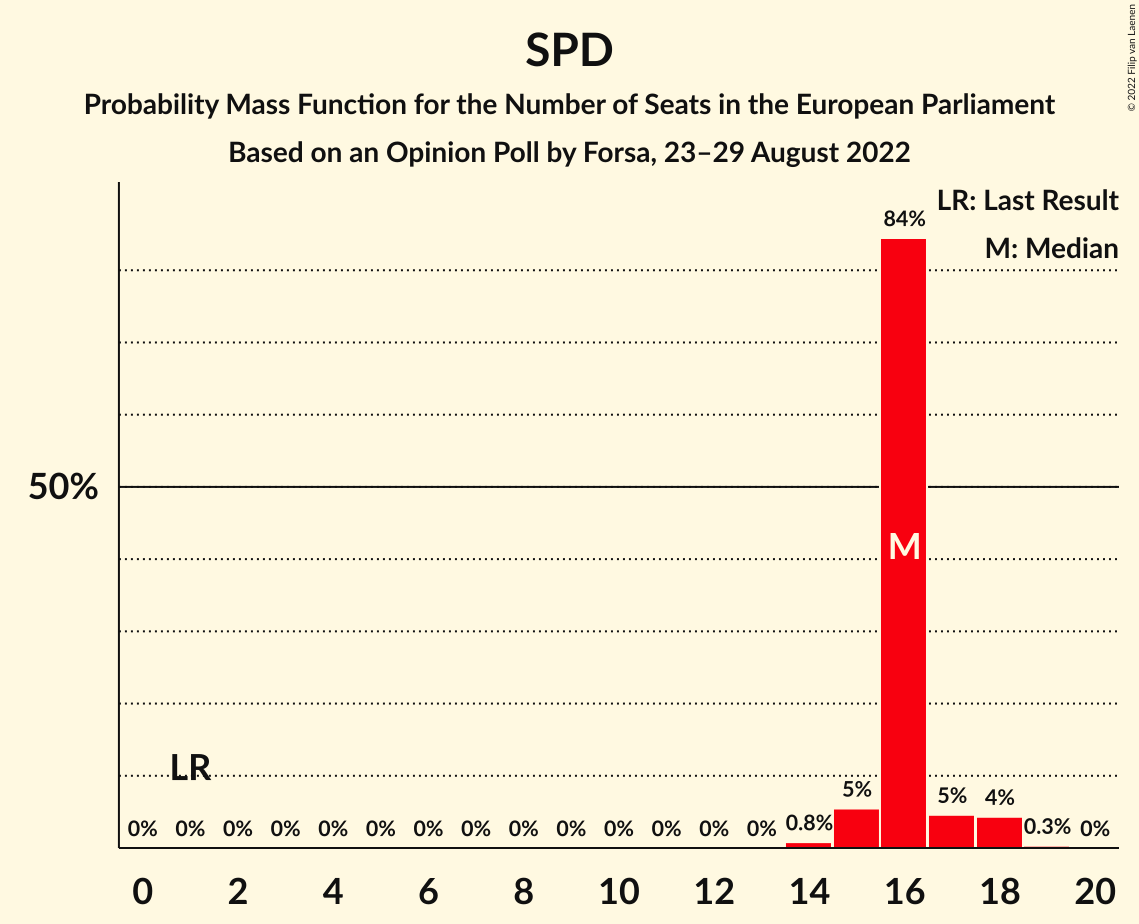 SPD
Probability Mass Function for the Number of Seats in the European Parliament
Based on an Opinion Poll by Forsa, 23–29 August 2022
© 2022 Filip van Laenen
LR: Last Result
M: Median
84%
50%
M
LR
0% 0% 0% 0% 0% 0% 0% 0% 0% 0% 0% 0% 0% 0% 0.8% 5% 5% 4% 0.3% 0%
0 2 4 6 8 10 12 14 16 18 20